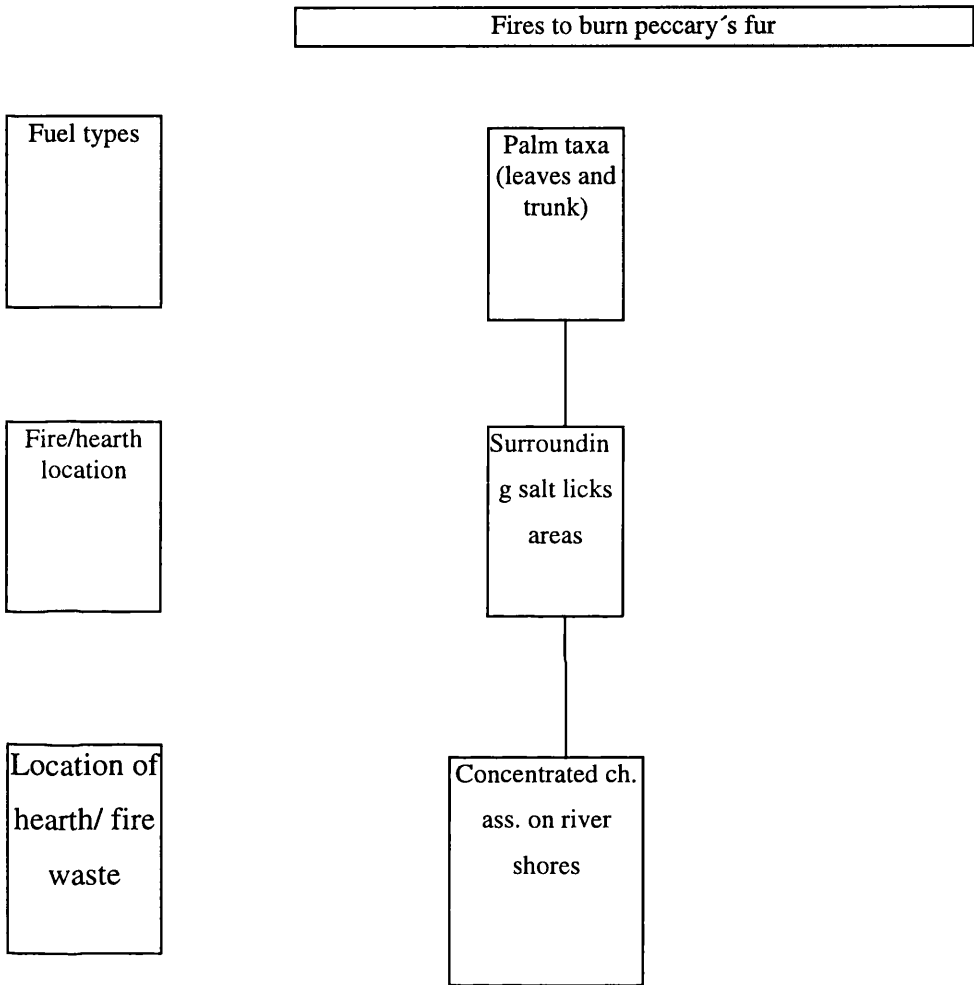 Fires to burn peccary´s fur
Fuel types
Palm taxa
(leaves and
trunk)
Fire/hearth
location
Surroundin
g salt licks
areas
Location of
hearth/ fire
waste
Concentrated ch.
ass. on river
shores